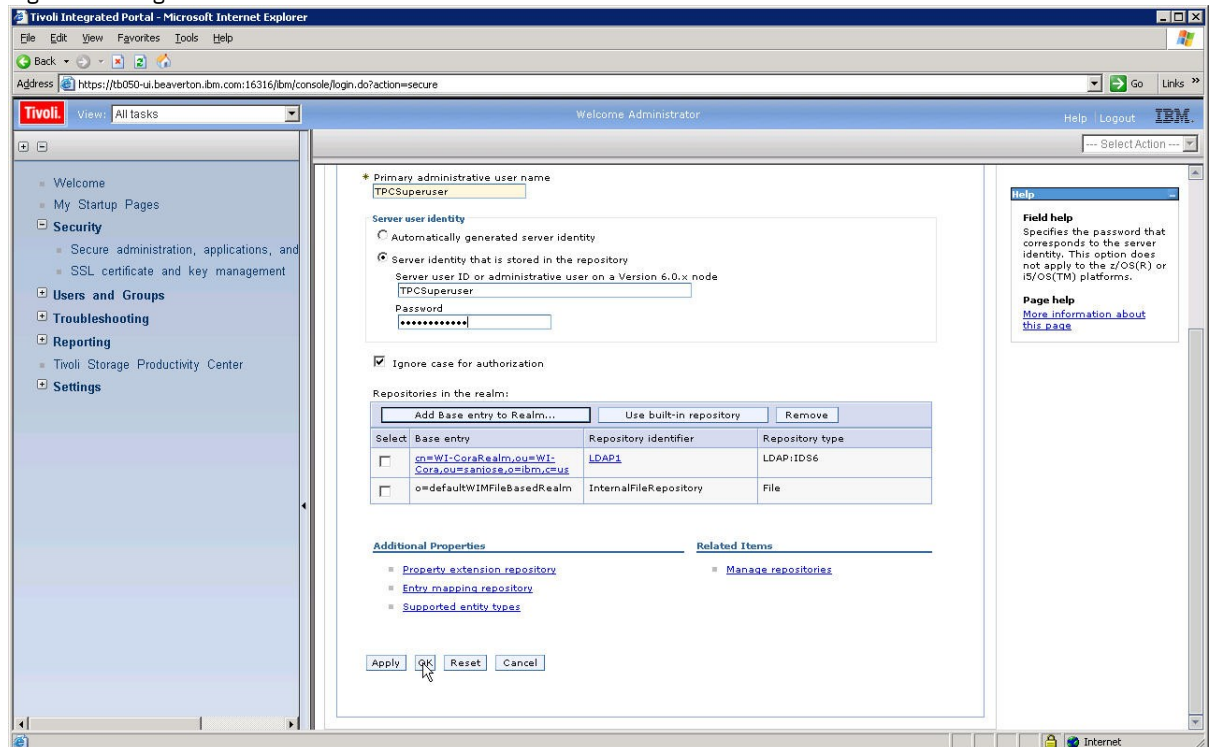 Tivoli Integrated Portal - Microsoft Internet Explorer
File Edit View Favorites Tools Help
Back
Address https://tb050-ui.beaverton.ibm.com:16316/ibm/console/login.do?action=secure Go Links »
Tivoli. View: All tasks Welcome Administrator Help Logout IBM.
--- Select Action ---
Welcome
My Startup Pages
Security
Secure administration, applications, and
SSL certificate and key management
Users and Groups
Troubleshooting
Reporting
Tivoli Storage Productivity Center
Settings
* Primary administrative user name
TPCSuperuser
Server user identity
Automatically generated server identity
Server identity that is stored in the repository
Server user ID or administrative user on a Version 6.0.x node
TPCSuperuser
Password
••••••••••••
Ignore case for authorization
Repositories in the realm:
Add Base entry to Realm... Use built-in repository Remove
Select Base entry Repository identifier Repository type
cn=WI-CoraRealm,ou=WI- LDAP1 LDAP:IDS6
Cora,ou=sanjose,o=ibm,c=us
o=defaultWIMFileBasedRealm InternalFileRepository File
Additional Properties Related Items
Property extension repository Manage repositories
Entry mapping repository
Supported entity types
Apply OK Reset Cancel
Help
Field help
Specifies the password that
corresponds to the server
identity. This option does
not apply to the z/OS(R) or
i5/OS(TM) platforms.
Page help
More information about
this page
Internet